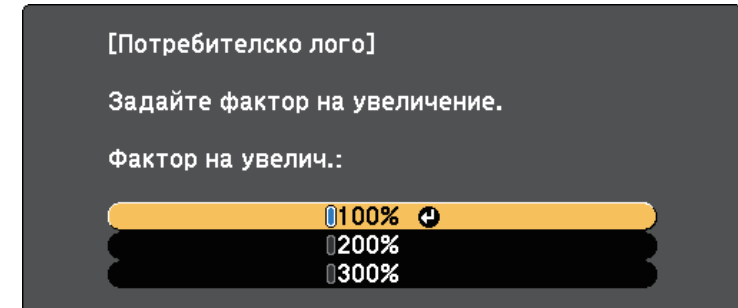 [Потребителско лого]
Задайте фактор на увеличение.
Фактор на увелич.:
100%
200%
300%